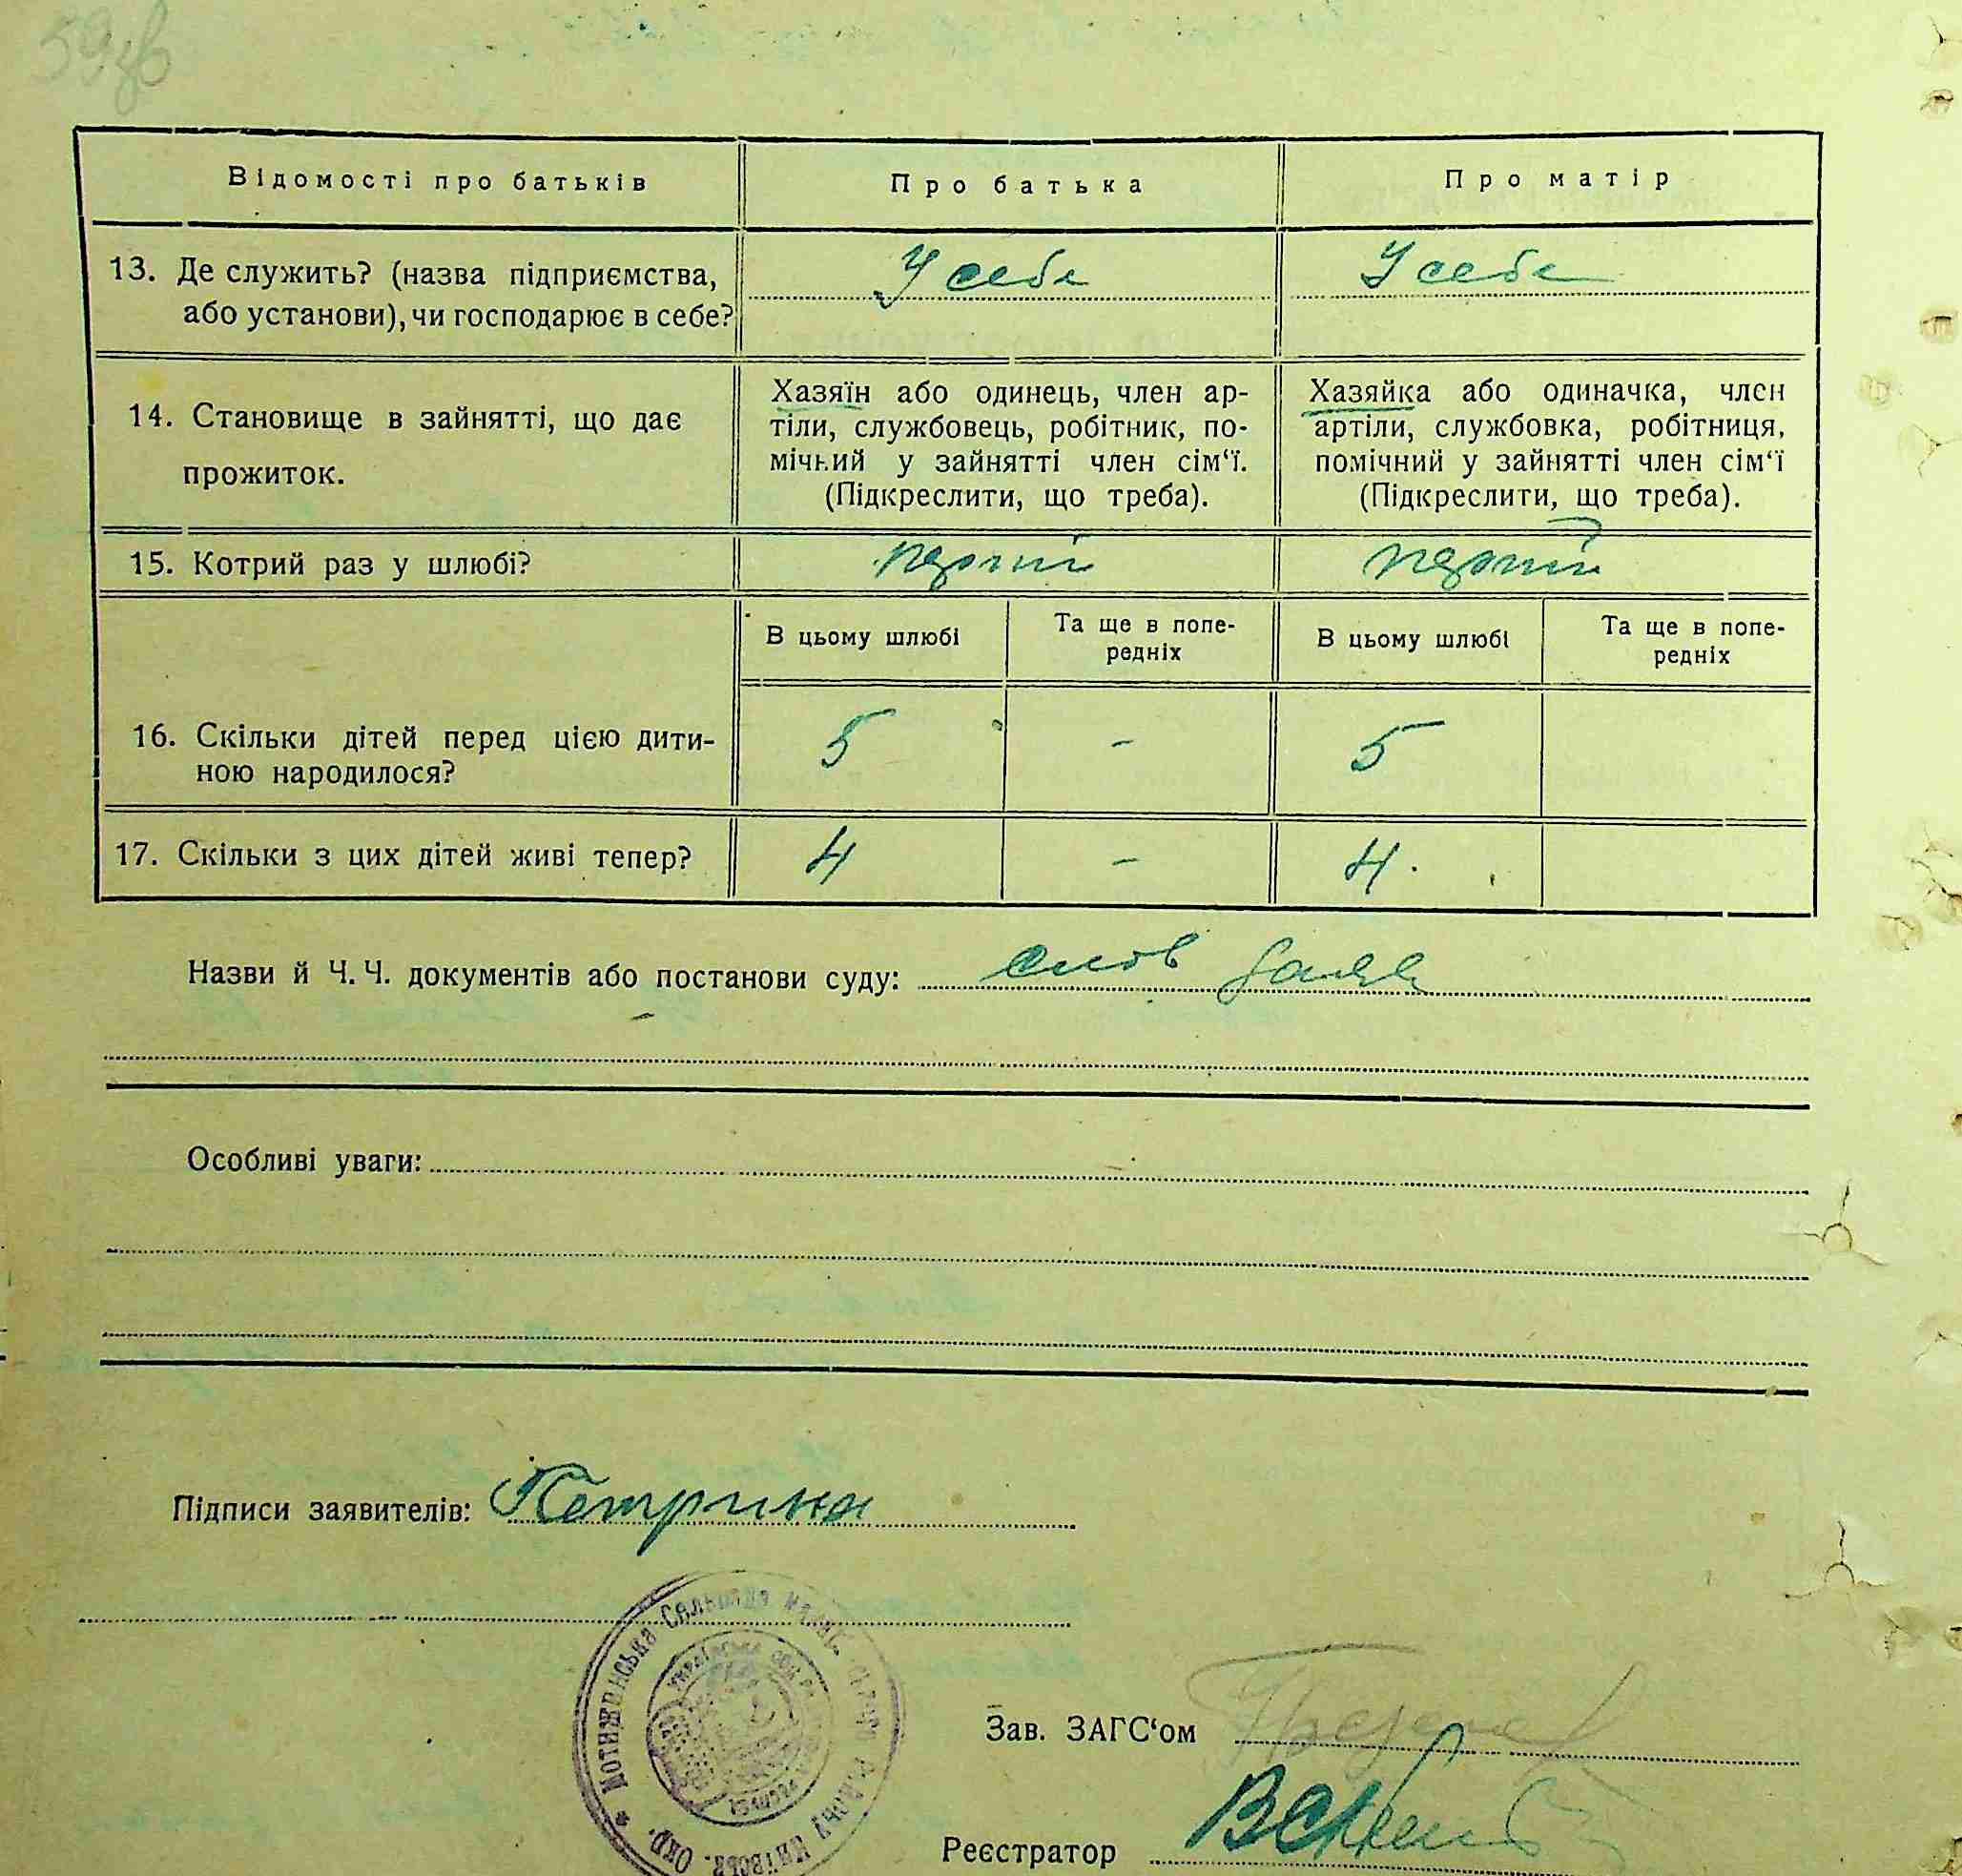 59зв
Відомості про батьків
Про батька
Про матір
13. Де служить? (назва підприємства,
або установи), чи господарює в себе?
У себе
У себе
14. Становище в зайнятті, що дає
прожиток.
Хазяїн або одинець, член ар-
тіли, службовець, робітник, по-
мічний у зайнятті член сім‘ї.
(Підкреслити, що треба).
Хазяйка або одиначка, член
артіли, службовка, робітниця,
помічний у зайнятті член сім‘ї
(Підкреслити, що треба).
15. Котрий раз у шлюбі?
перший
перший
В цьому шлюбі
Та ще в попе-
редніх
В цьому шлюбі
Та ще в попе-
редніх
16. Скільки дітей перед цією дити-
ною народилося?
5
-
5
17. Скільки з цих дітей живі тепер?
4
-
4.
Назви й Ч. Ч. документів або постанови суду:
Особливі уваги:
Підписи заявителів: Петрина
Мотиженська Сільрада
Зав. ЗАГС‘ом
Реєстратор